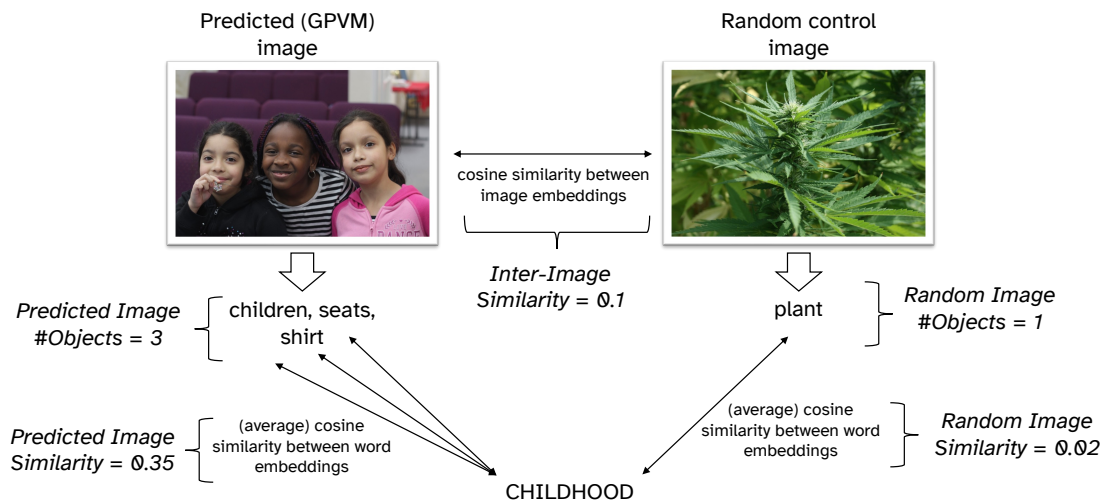 Predicted (GPVM)
image
Random control
image
cosine similarity between
image embeddings
Inter-Image
Similarity = 0.1
Predicted Image
#Objects = 3
children, seats,
shirt
plant
Random Image
#Objects = 1
Predicted Image
Similarity = 0.35
(average) cosine
similarity between word
embeddings
(average) cosine
similarity between word
embeddings
Random Image
Similarity = 0.02
CHILDHOOD